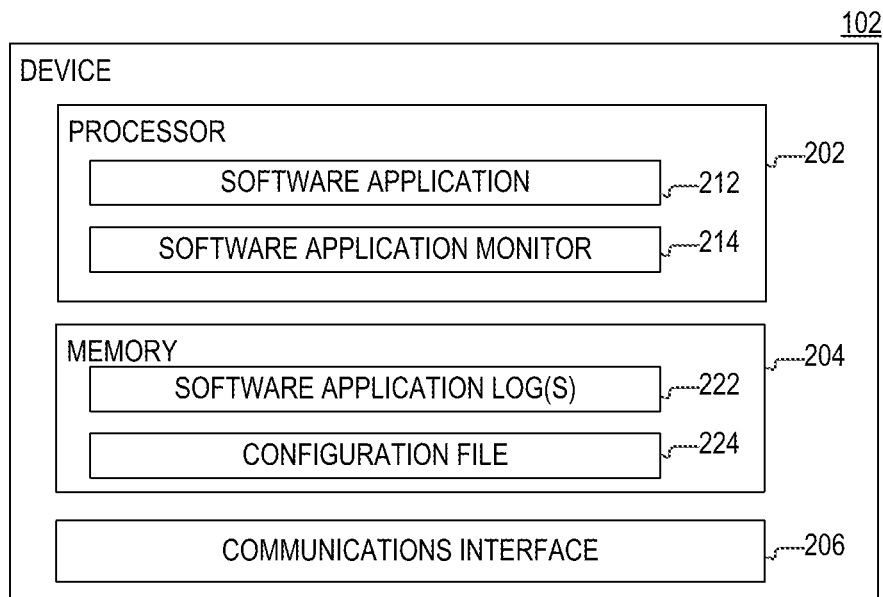 102
DEVICE
PROCESSOR
202
SOFTWARE APPLICATION
212
SOFTWARE APPLICATION MONITOR
214
MEMORY
204
SOFTWARE APPLICATION LOG(S)
222
CONFIGURATION FILE
224
COMMUNICATIONS INTERFACE
206